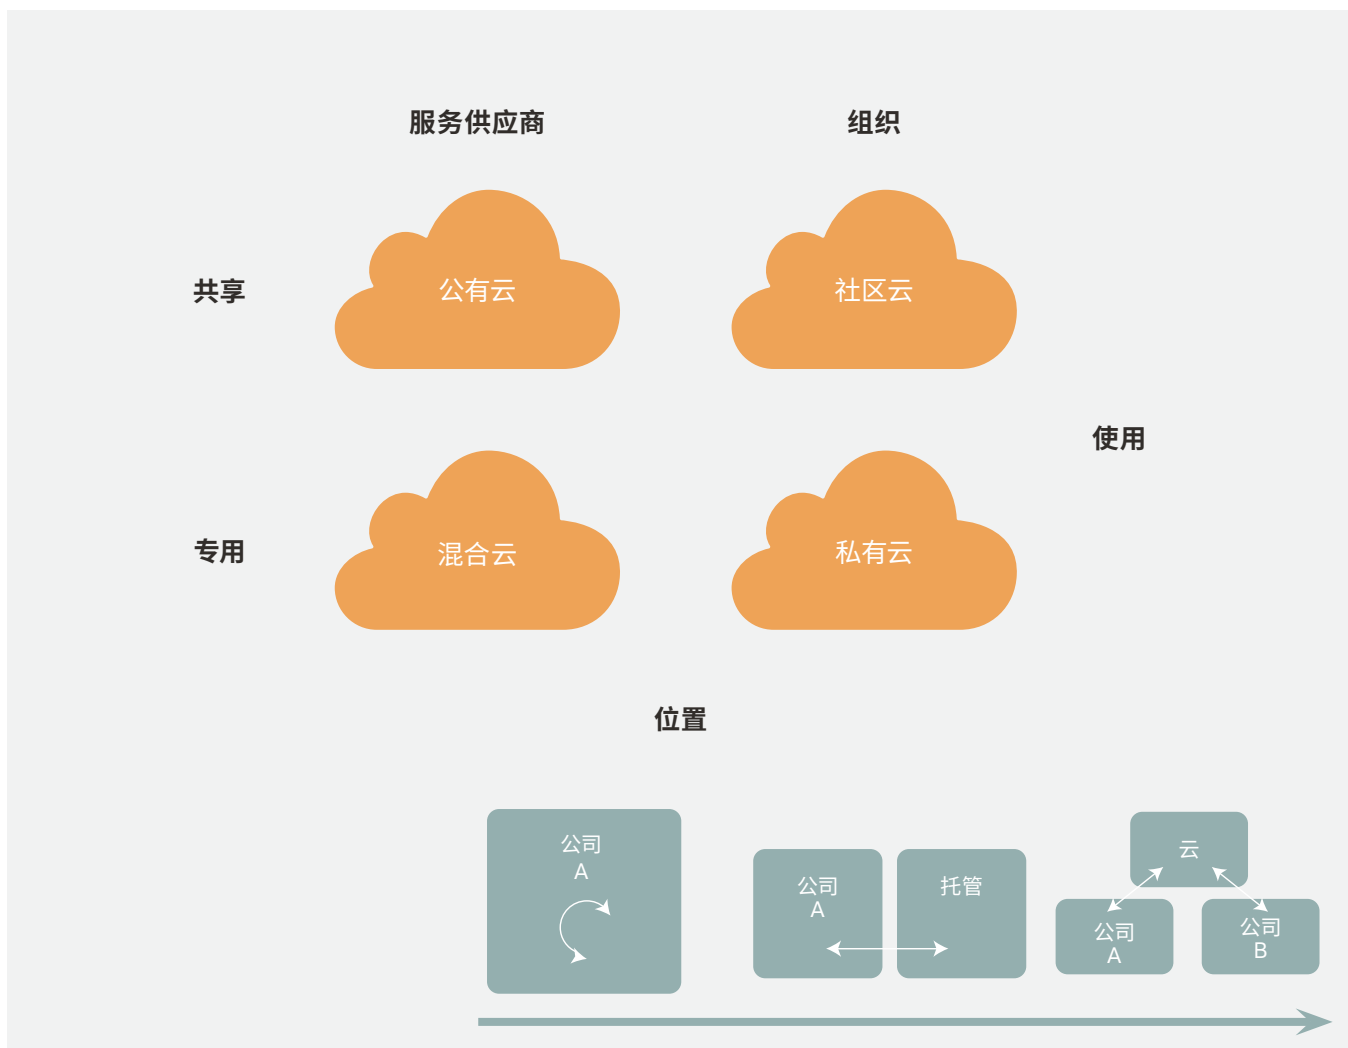 服务供应商
组织
共享
公有云
社区云
使用
专用
混合云
私有云
位置
公司
A
公司
A
托管
云
公司
A
公司
B